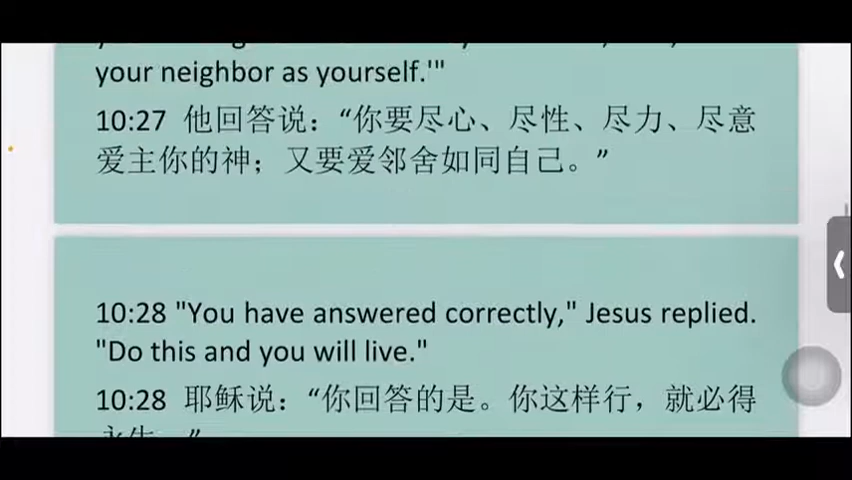 your neighbor as yourself.'"
10:27 他回答说：“你要尽心、尽性、尽力、尽意
爱主你的神；又要爱邻舍如同自己。”
10:28 "You have answered correctly," Jesus replied.
"Do this and you will live."
10:28 耶稣说：“你回答的是。你这样行，就必得